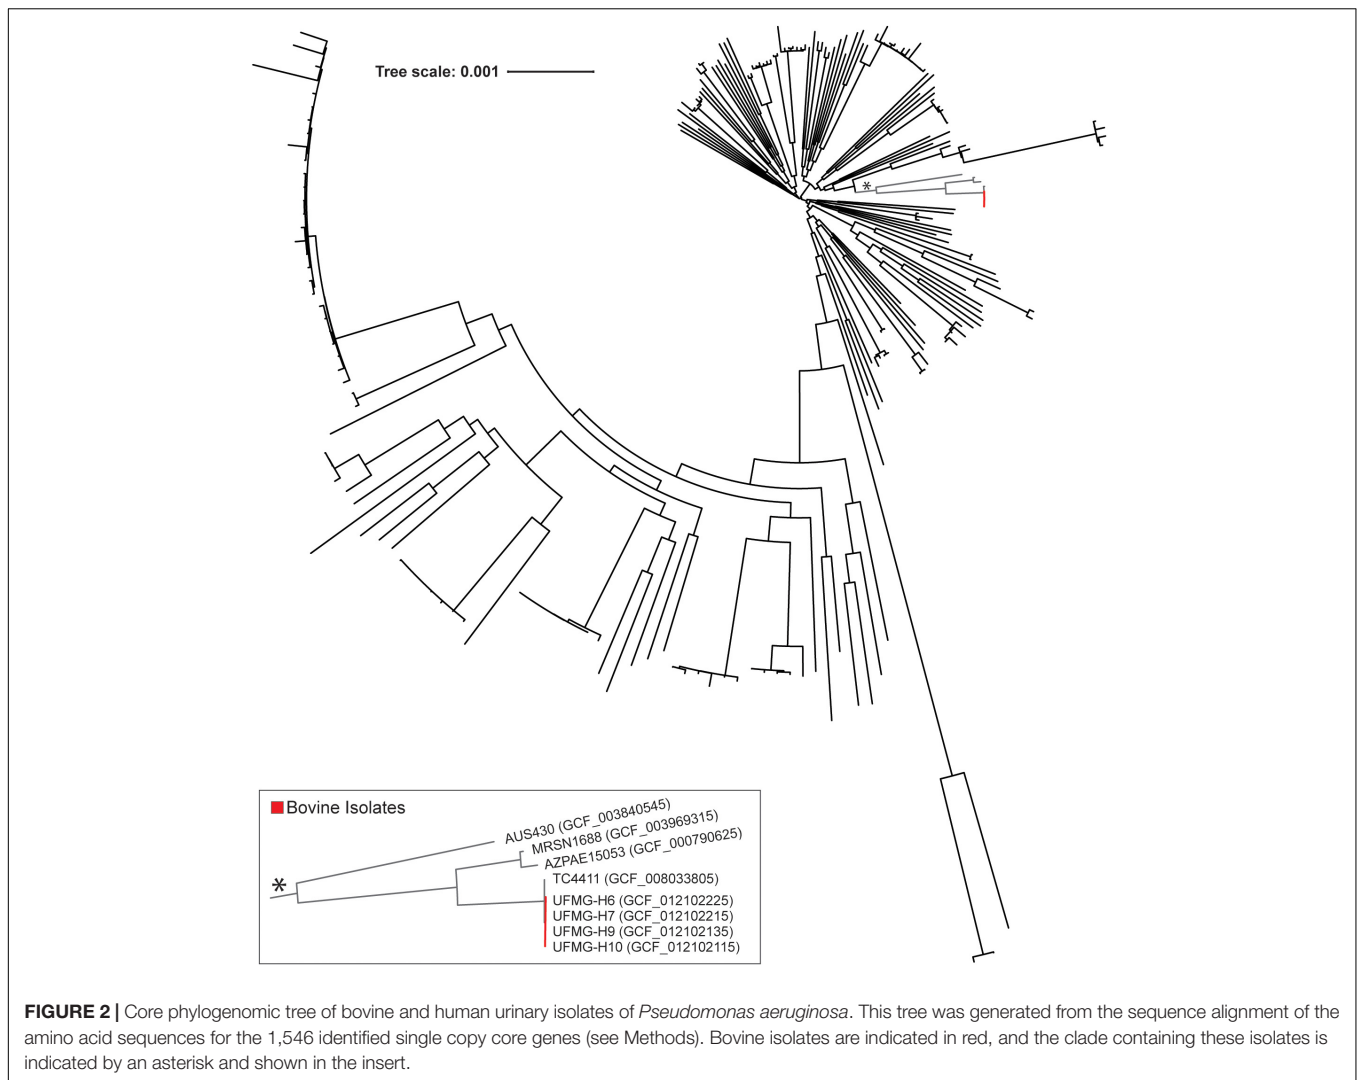 Tree scale: 0.001
*
Bovine Isolates
AUS430 (GCF_003840545)
MRSN1688 (GCF_003969315)
AZPAE15053 (GCF_000790625)
*
TC4411 (GCF_008033805)
UFMG-H6 (GCF_012102225)
UFMG-H7 (GCF_012102215)
UFMG-H9 (GCF_012102135)
UFMG-H10 (GCF_012102115)
FIGURE 2 | Core phylogenomic tree of bovine and human urinary isolates of Pseudomonas aeruginosa. This tree was generated from the sequence alignment of the
amino acid sequences for the 1,546 identified single copy core genes (see Methods). Bovine isolates are indicated in red, and the clade containing these isolates is
indicated by an asterisk and shown in the insert.